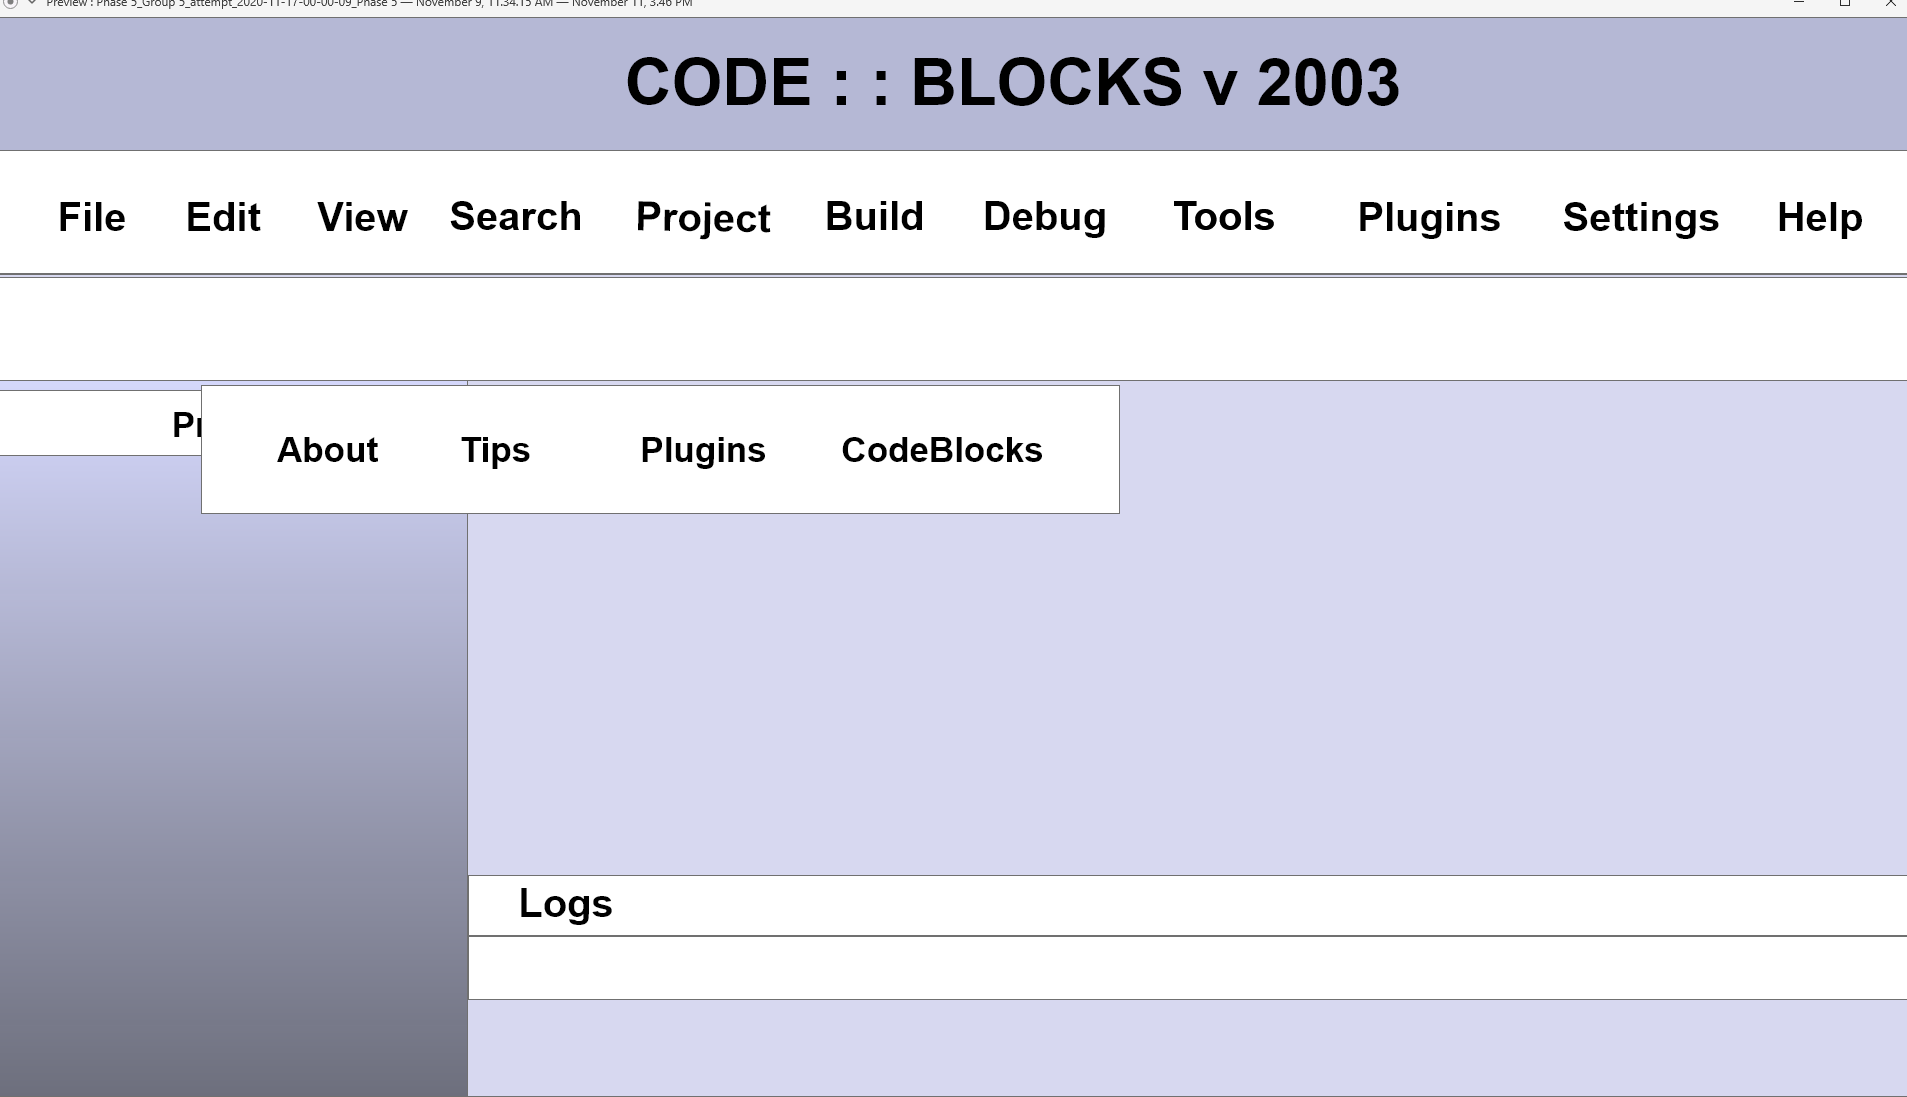 Preview : Phase 5_Group 5_attempt_2020-11-17-00-00-09_Phase 5 — November 9, 11.34.15 AM — November 11, 3.46 PM
CODE : : BLOCKS v 2003
File Edit View Search Project Build Debug Tools Plugins Settings Help
Pr
About Tips Plugins CodeBlocks
Logs